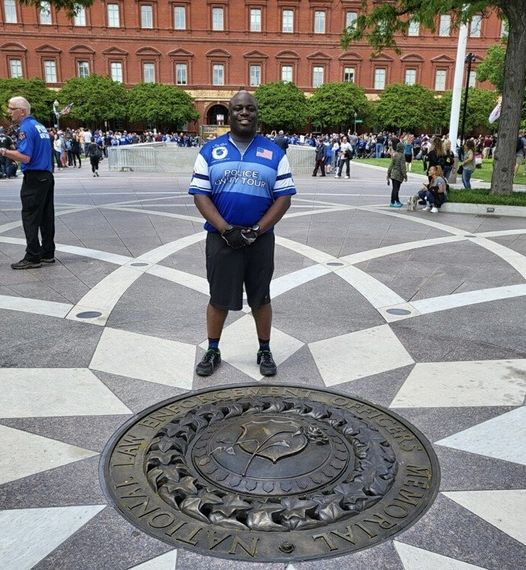 POLICE
UNITY TOUR
NATIONAL LAW ENFORCEMENT OFFICERS MEMORIAL